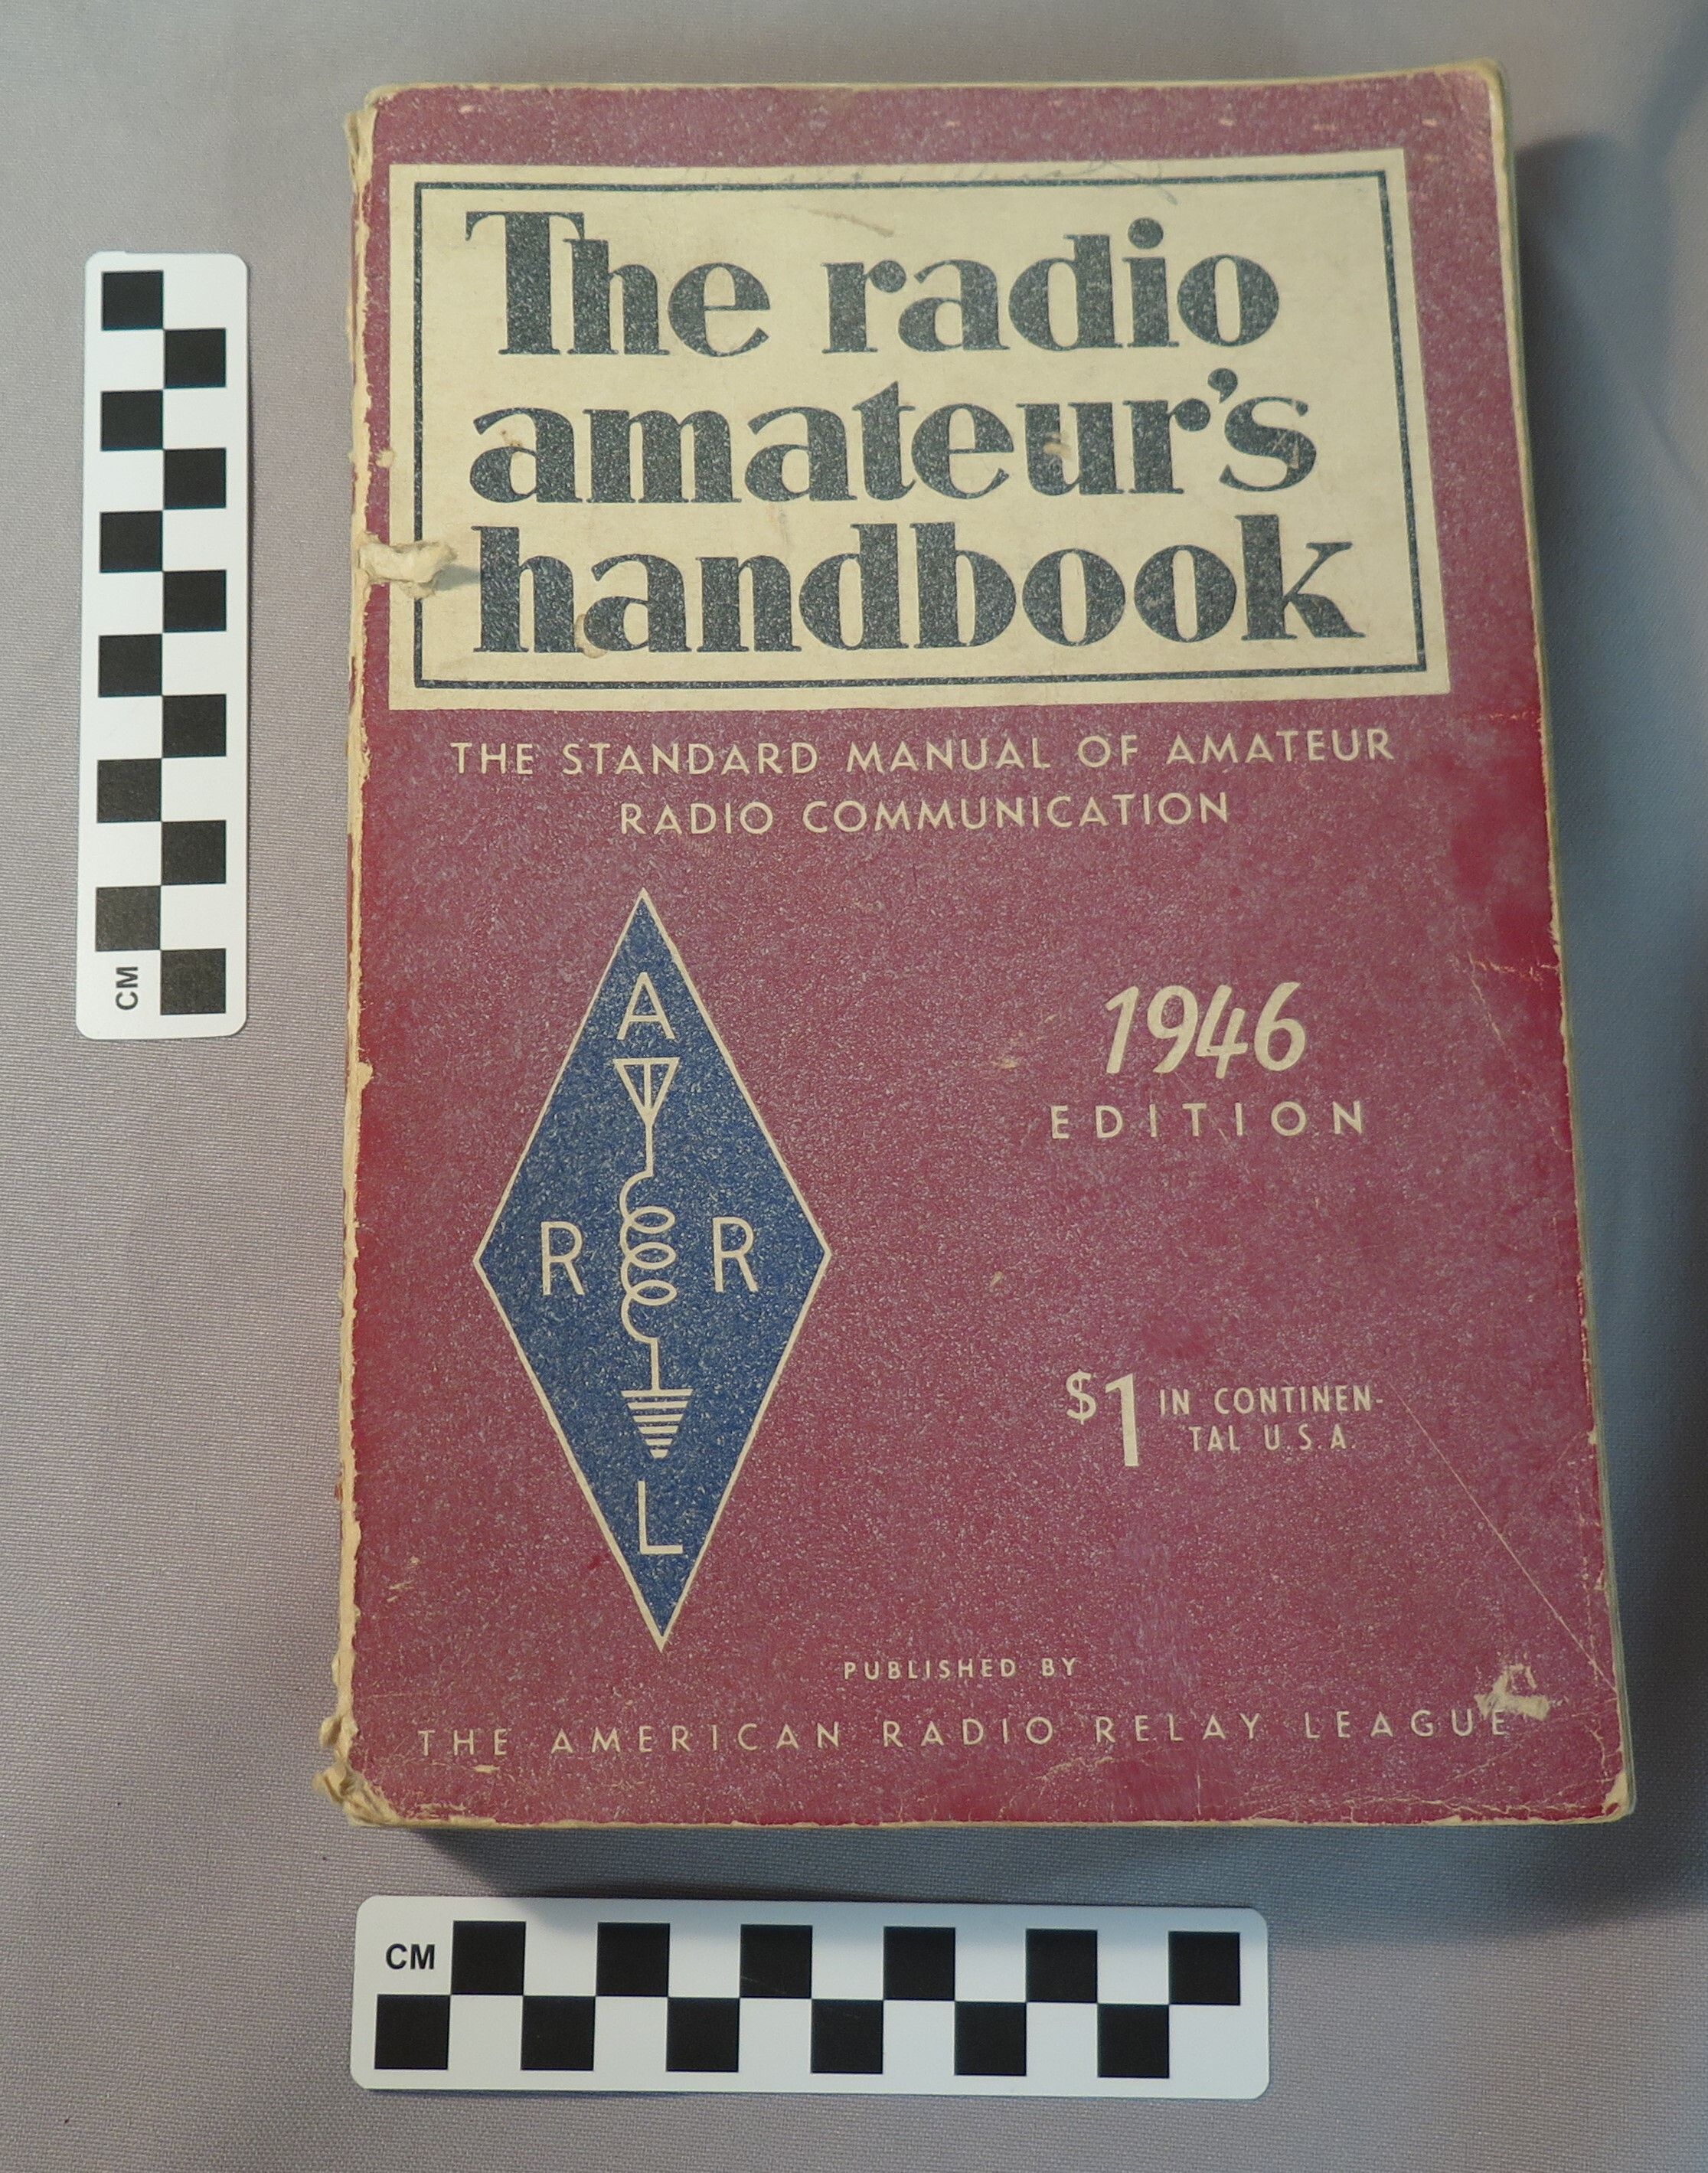 The radio
amateur's
handbook
THE STANDARD MANUAL OF AMATEUR
RADIO COMMUNICATION
A
R R
L
1946
EDITION
$1 IN CONTINEN-
TAL U.S.A.
PUBLISHED BY
THE AMERICAN RADIO RELAY LEAGUE
CM
CM